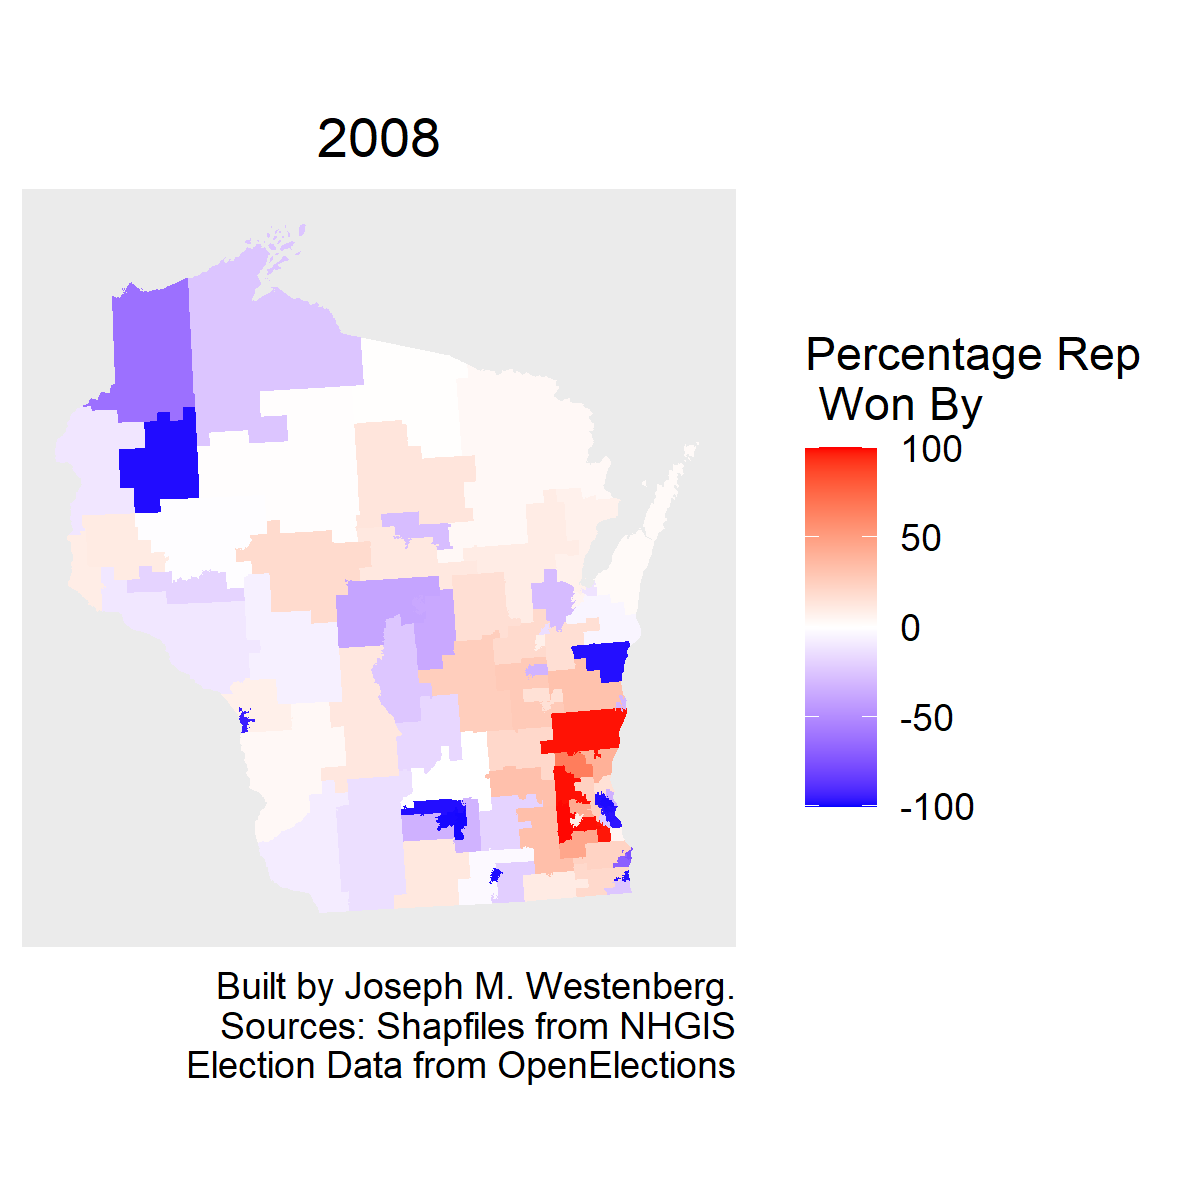 2008
Percentage Rep
Won By
100
50
0
-50
-100
Built by Joseph M. Westenberg.
Sources: Shapfiles from NHGIS
Election Data from OpenElections